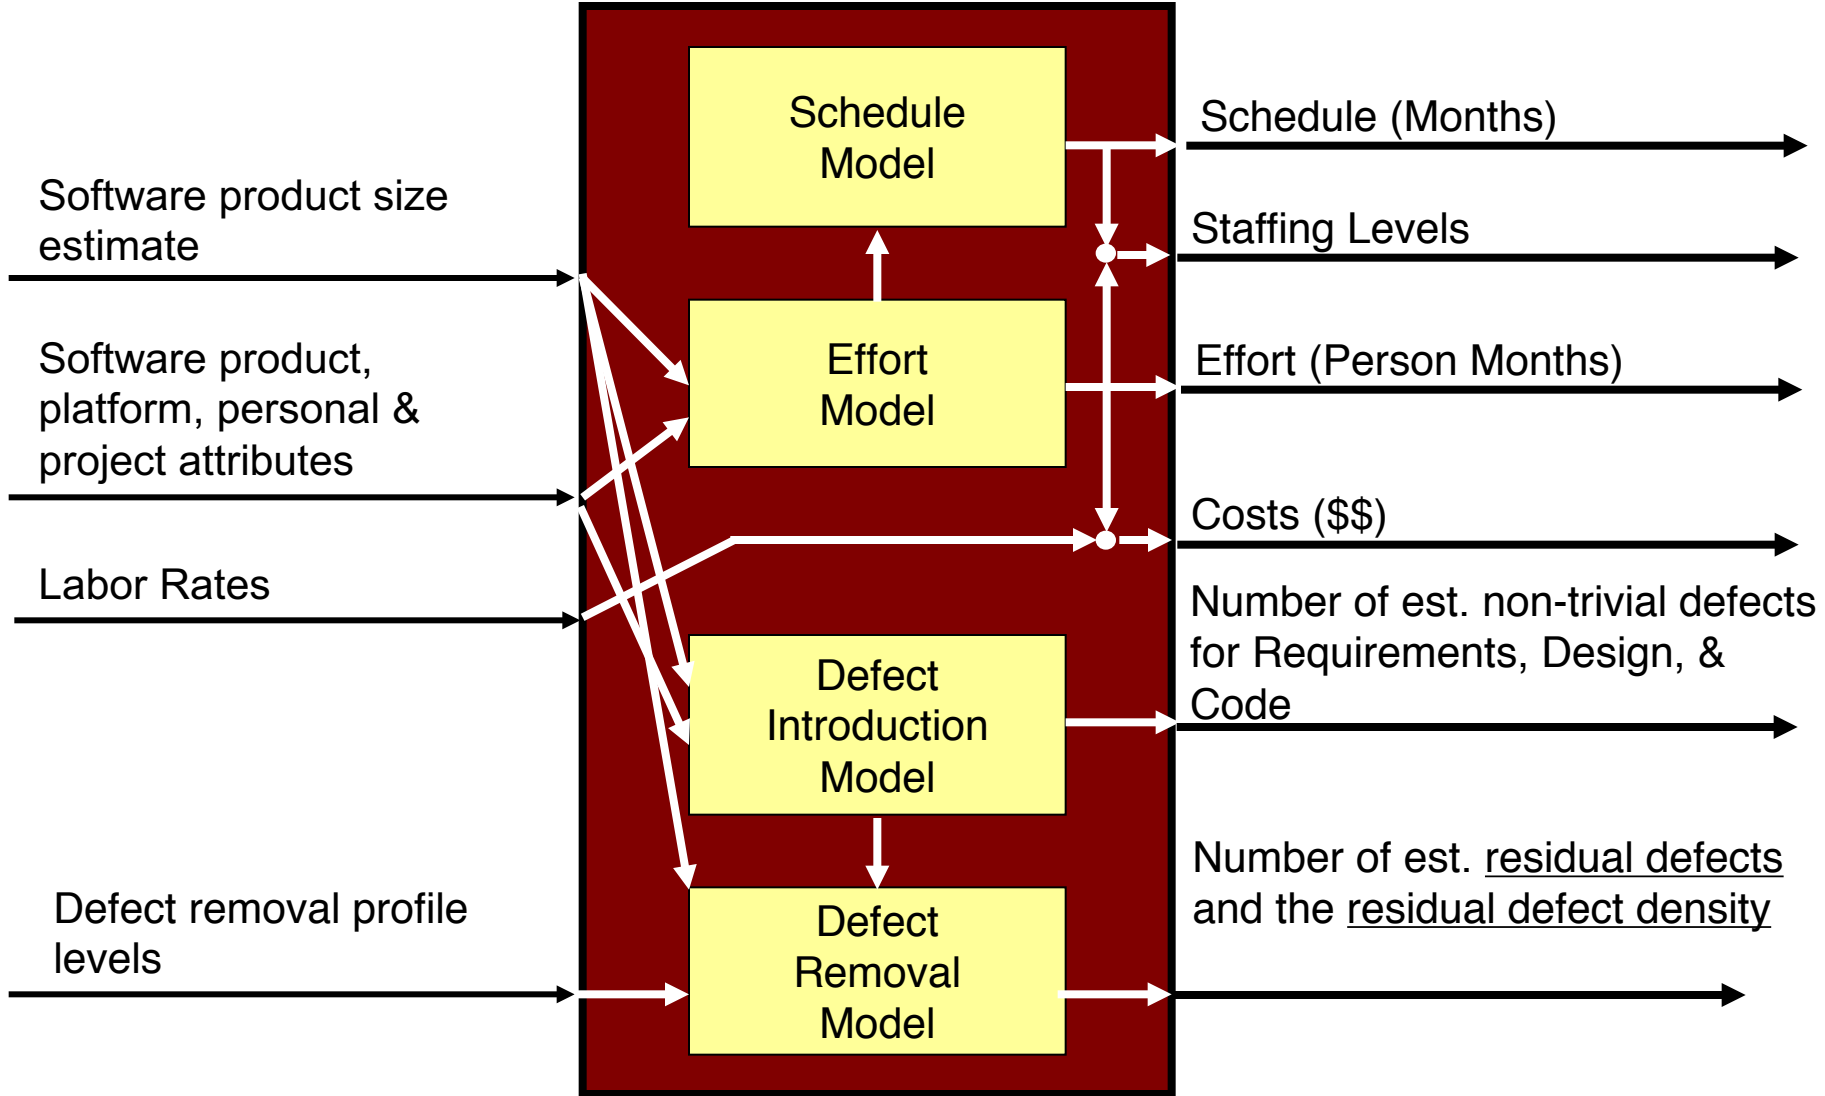 Software product size
estimate
Software product,
platform, personal &
project attributes
Labor Rates
Defect removal profile
levels
Schedule
Model
Effort
Model
Defect
Introduction
Model
Defect
Removal
Model
Schedule (Months)
Staffing Levels
Effort (Person Months)
Costs ($$)
Number of est. non-trivial defects
for Requirements, Design, &
Code
Number of est. residual defects
and the residual defect density